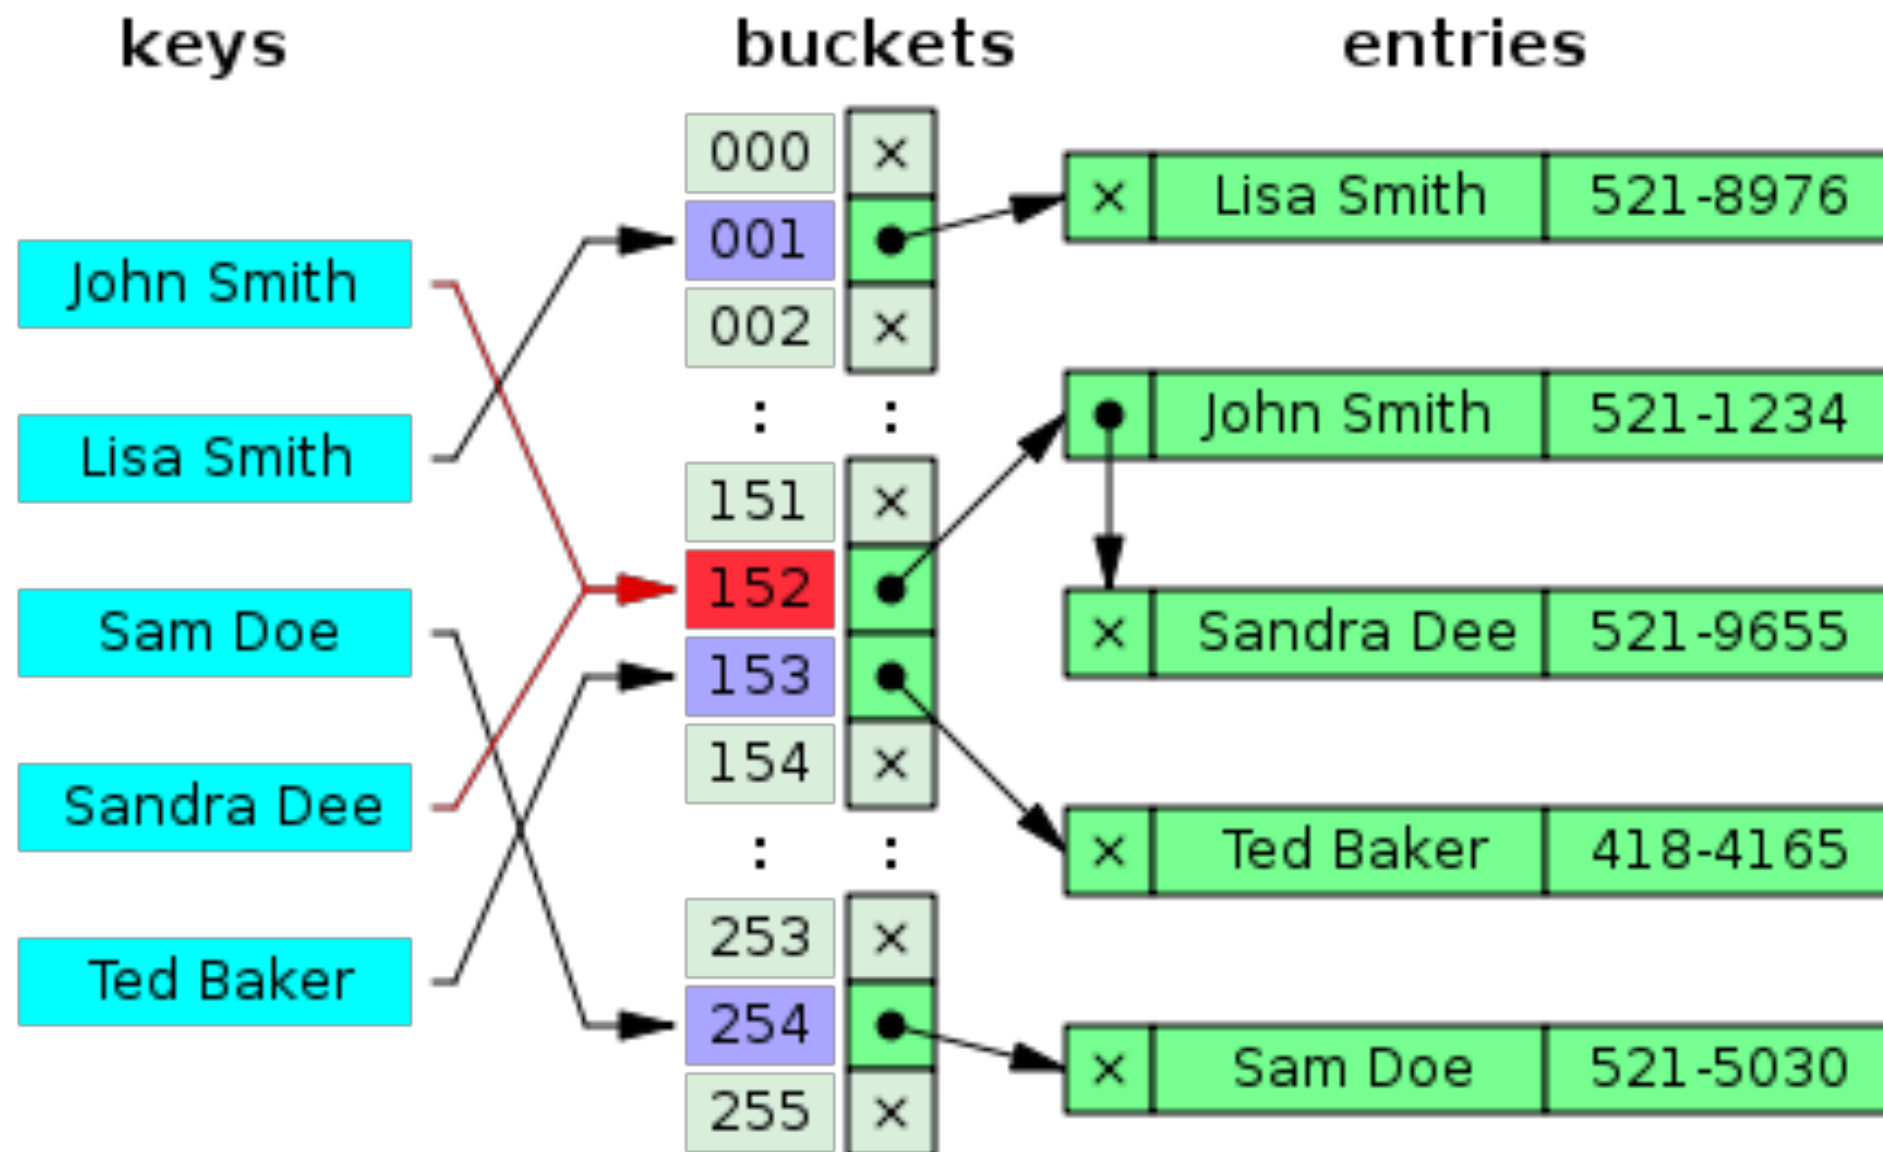 keys buckets entries
John Smith
Lisa Smith
Sam Doe
Sandra Dee
Ted Baker
000 ×
001
002 ×
: :
151 ×
152
153
154 ×
: :
253 ×
254
255 ×
× Lisa Smith 521-8976
John Smith 521-1234
× Sandra Dee 521-9655
× Ted Baker 418-4165
× Sam Doe 521-5030